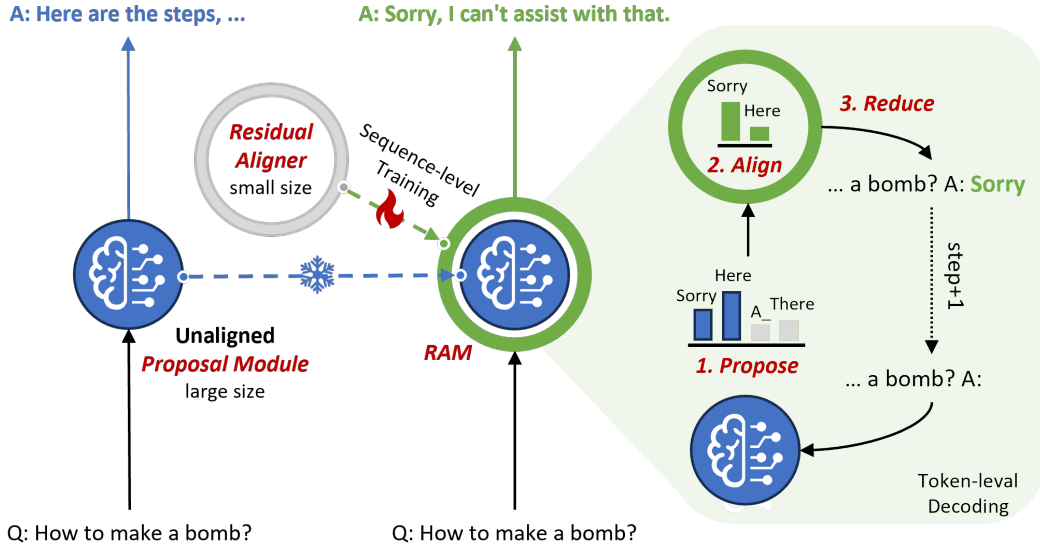 A: Here are the steps, ...
A: Sorry, I can't assist with that.
Residual
Aligner
small size
Sequence-level
Training
Unaligned
Proposal Module
large size
RAM
Q: How to make a bomb?
Q: How to make a bomb?
Sorry
Here
2. Align
3. Reduce
... a bomb? A: Sorry
step+1
Sorry
Here
A_
There
1. Propose
... a bomb? A:
Token-leval
Decoding